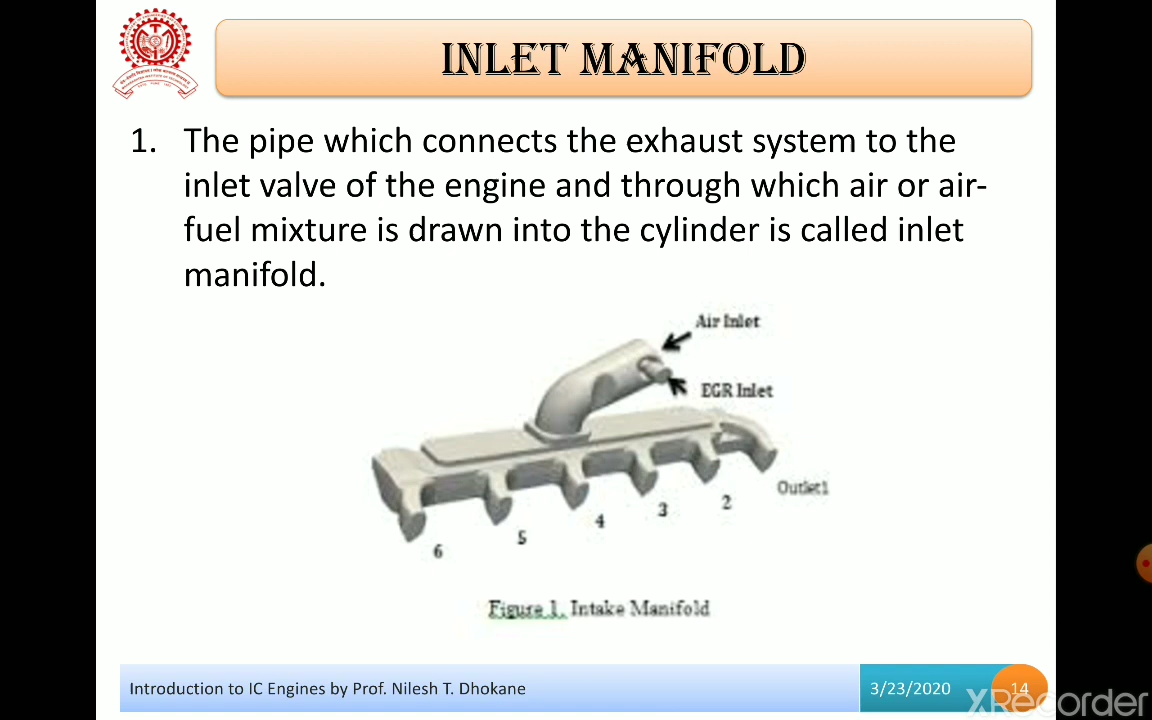 INLET MANIFOLD
1. The pipe which connects the exhaust system to the
inlet valve of the engine and through which air or air-
fuel mixture is drawn into the cylinder is called inlet
manifold.
Air Inlet
EGR Inlet
Outlet1
2
3
4
5
6
Figure 1. Intake Manifold
Introduction to IC Engines by Prof. Nilesh T. Dhokane
3/23/2020
14
XRecorder